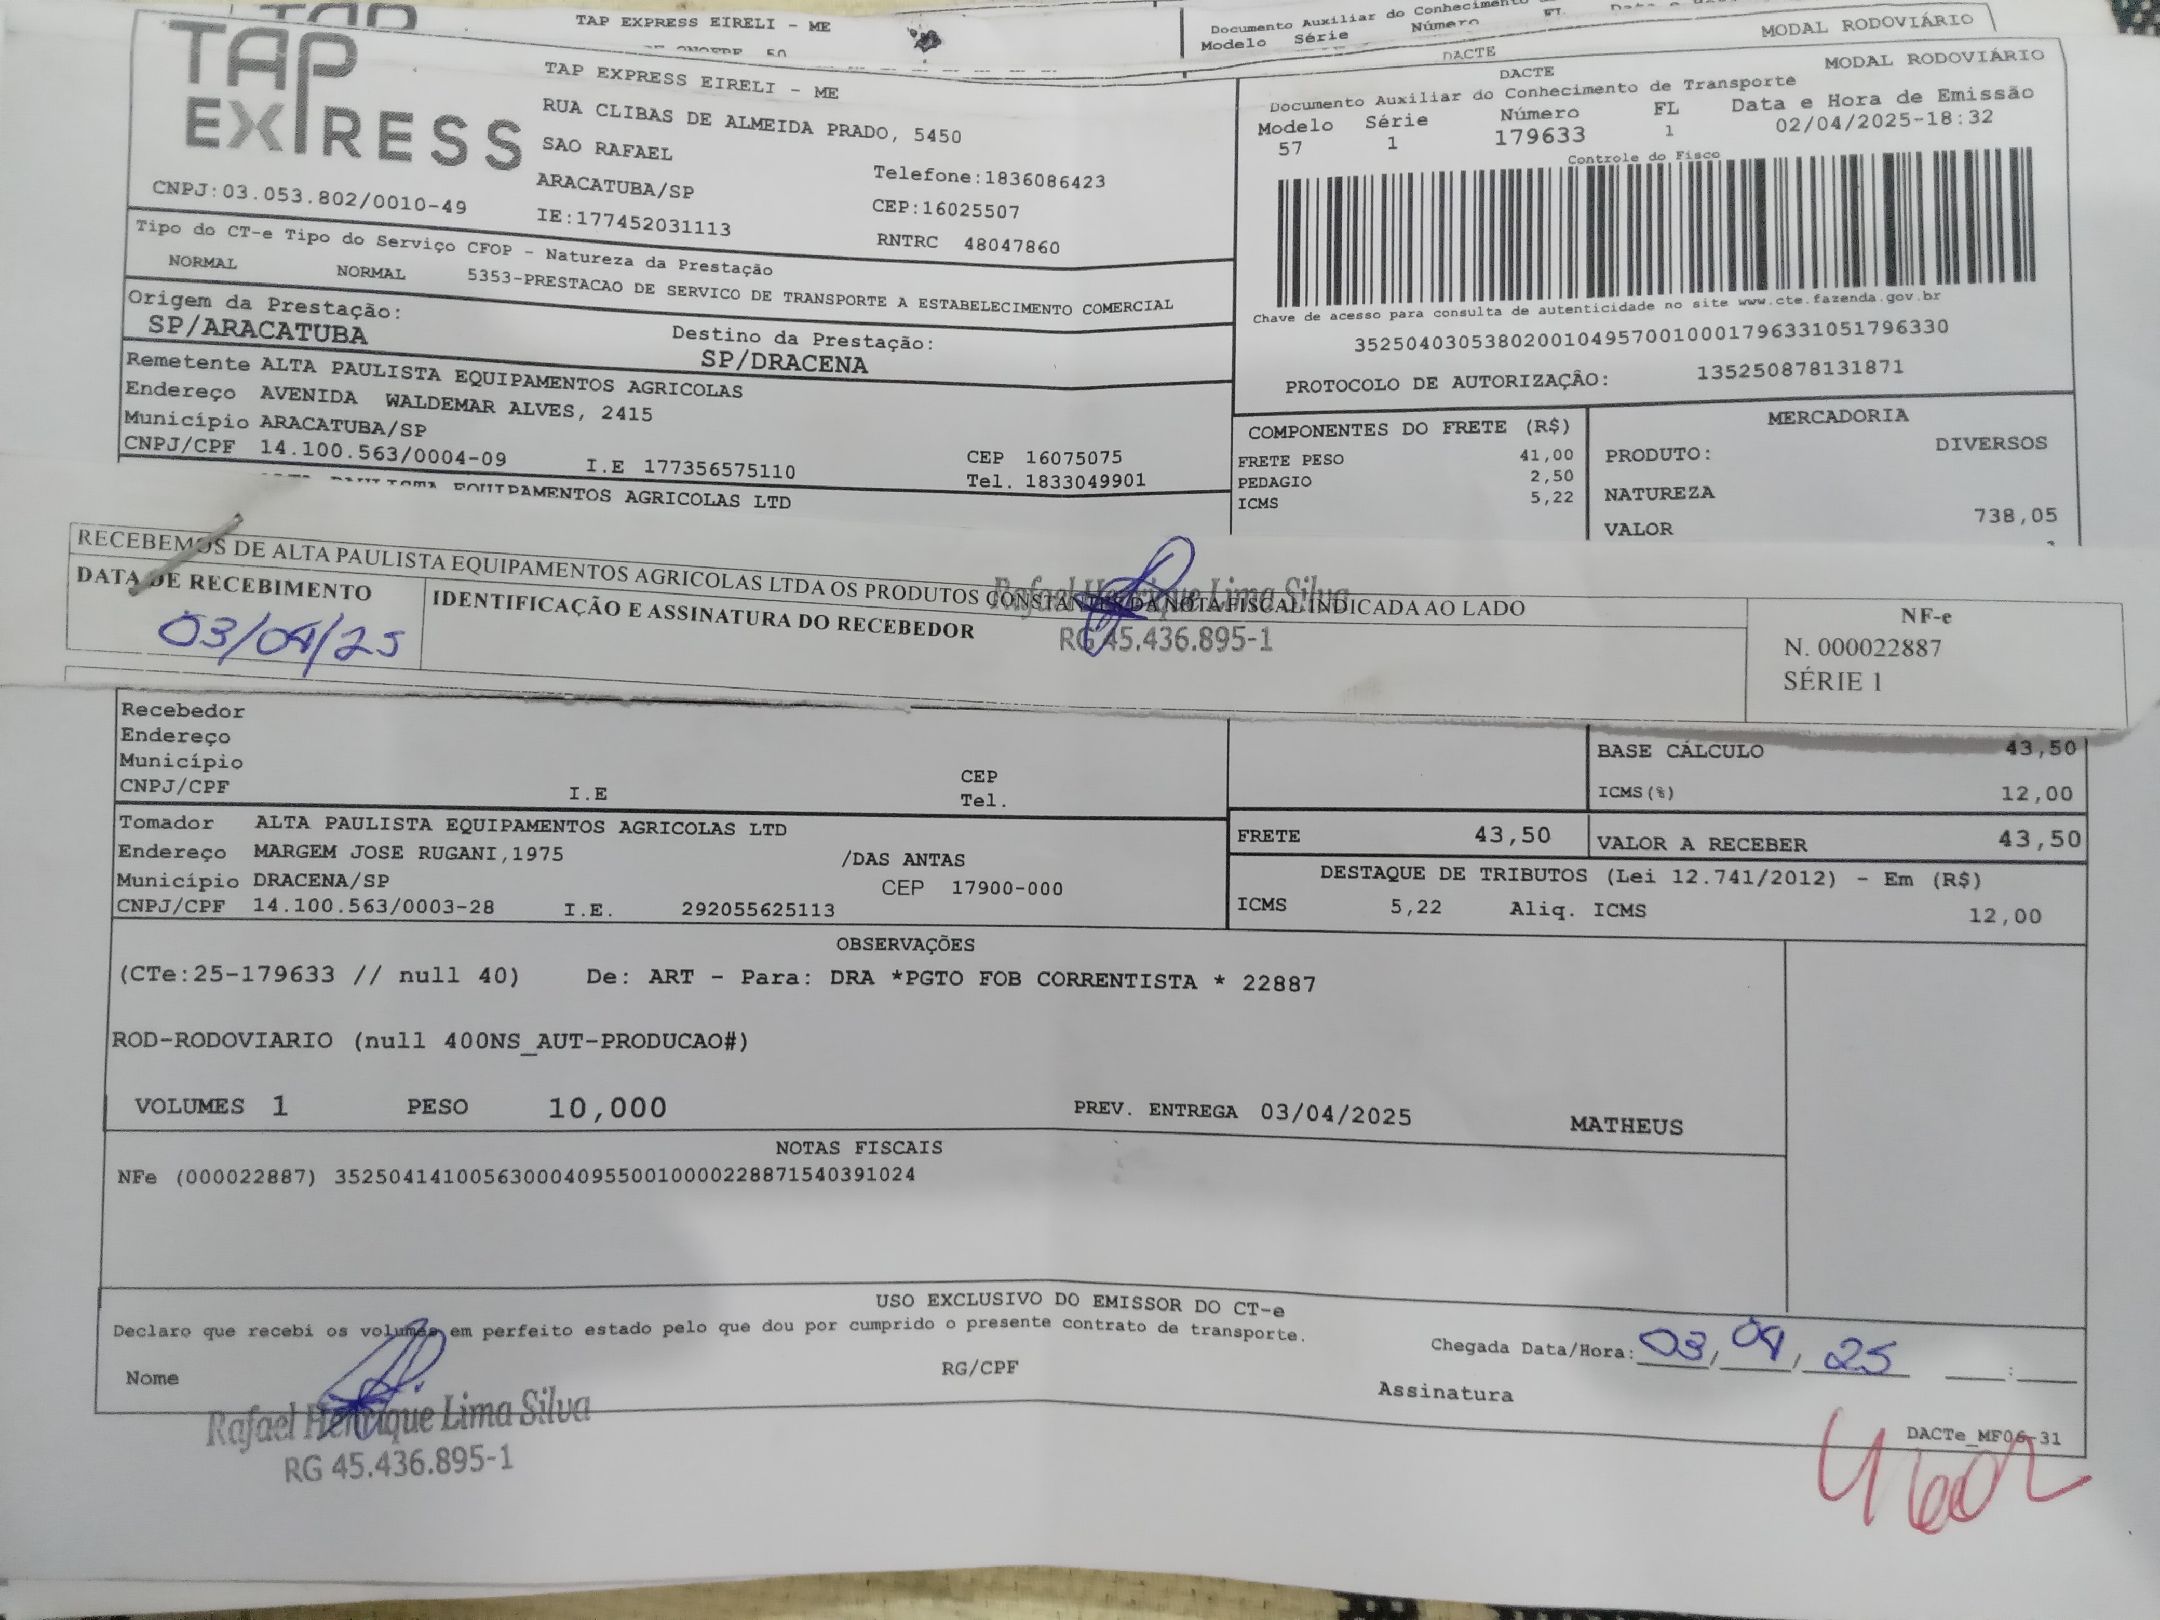 TAP EXPRESS EIRELI - ME
Documento Auxiliar do Conhecimento
Modelo Série Número
MODAL RODOVIÁRIO
DACTE
TAP EXPRESS
TAP EXPRESS EIRELI - ME
RUA CLIBAS DE ALMEIDA PRADO, 5450
SAO RAFAEL
ARACATUBA/SP Telefone:1836086423
CNPJ:03.053.802/0010-49 IE:177452031113 CEP:16025507
RNTRC 48047860
MODAL RODOVIÁRIO
DACTE
Documento Auxiliar do Conhecimento de Transporte
Modelo Série Número FL Data e Hora de Emissão
57 1 179633 1 02/04/2025-18:32
Controle do Fisco
Chave de acesso para consulta de autenticidade no site www.cte.fazenda.gov.br
35250403053802001049570010001796331051796330
PROTOCOLO DE AUTORIZAÇÃO: 135250878131871
Tipo do CT-e Tipo do Serviço CFOP - Natureza da Prestação
NORMAL NORMAL 5353-PRESTACAO DE SERVICO DE TRANSPORTE A ESTABELECIMENTO COMERCIAL
Origem da Prestação: Destino da Prestação:
SP/ARACATUBA SP/DRACENA
Remetente ALTA PAULISTA EQUIPAMENTOS AGRICOLAS
Endereço AVENIDA WALDEMAR ALVES, 2415
Município ARACATUBA/SP CEP 16075075
CNPJ/CPF 14.100.563/0004-09 I.E 177356575110 Tel. 1833049901
EQUIPAMENTOS AGRICOLAS LTD
COMPONENTES DO FRETE (R$)
FRETE PESO 41,00
PEDAGIO 2,50
ICMS 5,22
MERCADORIA
PRODUTO: DIVERSOS
NATUREZA
VALOR 738,05
RECEBEMOS DE ALTA PAULISTA EQUIPAMENTOS AGRICOLAS LTDA OS PRODUTOS CONSTANTES DA NOTA FISCAL INDICADA AO LADO
DATA DE RECEBIMENTO
03/04/25
IDENTIFICAÇÃO E ASSINATURA DO RECEBEDOR
Rafael Henrique Lima Silva
RG 45.436.895-1
NF-e
N. 000022887
SÉRIE 1
Recebedor
Endereço
Município CEP
CNPJ/CPF I.E Tel.
BASE CÁLCULO 43,50
ICMS(%) 12,00
Tomador ALTA PAULISTA EQUIPAMENTOS AGRICOLAS LTD
Endereço MARGEM JOSE RUGANI,1975 /DAS ANTAS
Município DRACENA/SP CEP 17900-000
CNPJ/CPF 14.100.563/0003-28 I.E. 292055625113
FRETE 43,50 VALOR A RECEBER 43,50
DESTAQUE DE TRIBUTOS (Lei 12.741/2012) - Em (R$)
ICMS 5,22 Aliq. ICMS 12,00
OBSERVAÇÕES
(CTe:25-179633 // null 40) De: ART - Para: DRA *PGTO FOB CORRENTISTA * 22887
ROD-RODOVIARIO (null 400NS_AUT-PRODUCAO#)
VOLUMES 1 PESO 10,000 PREV. ENTREGA 03/04/2025 MATHEUS
NOTAS FISCAIS
NFe (000022887) 35250414100563000409550010000228871540391024
USO EXCLUSIVO DO EMISSOR DO CT-e
Declaro que recebi os volumes em perfeito estado pelo que dou por cumprido o presente contrato de transporte.
Chegada Data/Hora: 03, 04, 25 :
Nome RG/CPF Assinatura
Rafael Henrique Lima Silva
RG 45.436.895-1
DACTe_MF06-31